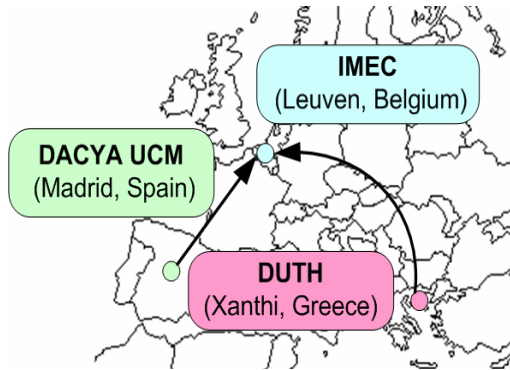 IMEC
(Leuven, Belgium)
DACYA UCM
(Madrid, Spain)
DUTH
(Xanthi, Greece)